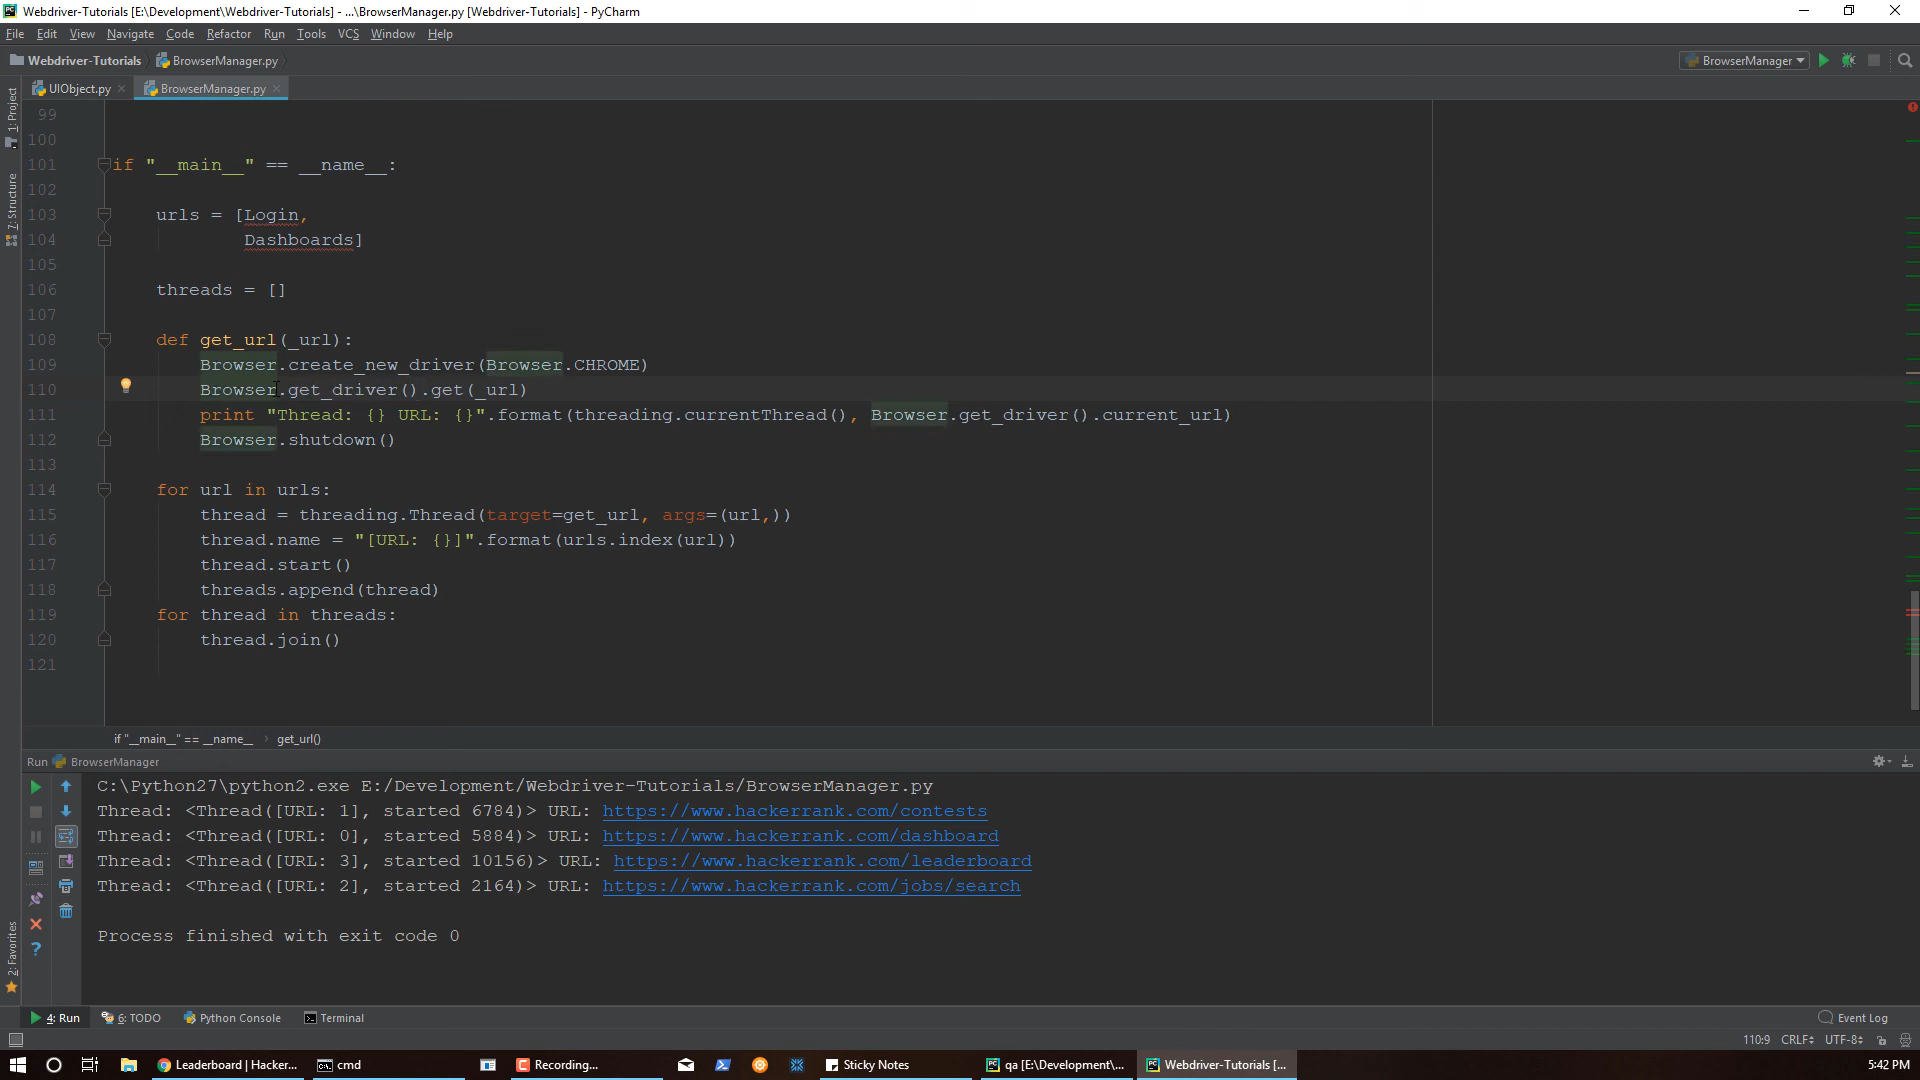 Webdriver-Tutorials [E:\Development\Webdriver-Tutorials] - ...\BrowserManager.py [Webdriver-Tutorials] - PyCharm
File Edit View Navigate Code Refactor Run Tools VCS Window Help
Webdriver-Tutorials BrowserManager.py BrowserManager
UIObject.py BrowserManager.py
1: Project
7: Structure
2: Favorites
99
100
101 if "__main__" == __name__:
102
103 urls = [Login,
104 Dashboards]
105
106 threads = []
107
108 def get_url(_url):
109 Browser.create_new_driver(Browser.CHROME)
110 Browser.get_driver().get(_url)
111 print "Thread: {} URL: {}".format(threading.currentThread(), Browser.get_driver().current_url)
112 Browser.shutdown()
113
114 for url in urls:
115 thread = threading.Thread(target=get_url, args=(url,))
116 thread.name = "[URL: {}]".format(urls.index(url))
117 thread.start()
118 threads.append(thread)
119 for thread in threads:
120 thread.join()
121
if "__main__" == __name__ › get_url()
Run BrowserManager
C:\Python27\python2.exe E:/Development/Webdriver-Tutorials/BrowserManager.py
Thread: <Thread([URL: 1], started 6784)> URL: https://www.hackerrank.com/contests
Thread: <Thread([URL: 0], started 5884)> URL: https://www.hackerrank.com/dashboard
Thread: <Thread([URL: 3], started 10156)> URL: https://www.hackerrank.com/leaderboard
Thread: <Thread([URL: 2], started 2164)> URL: https://www.hackerrank.com/jobs/search
Process finished with exit code 0
4: Run 6: TODO Python Console Terminal Event Log
110:9 CRLF÷ UTF-8÷
Leaderboard | Hacker... cmd Recording... Sticky Notes qa [E:\Development\... Webdriver-Tutorials [... 5:42 PM